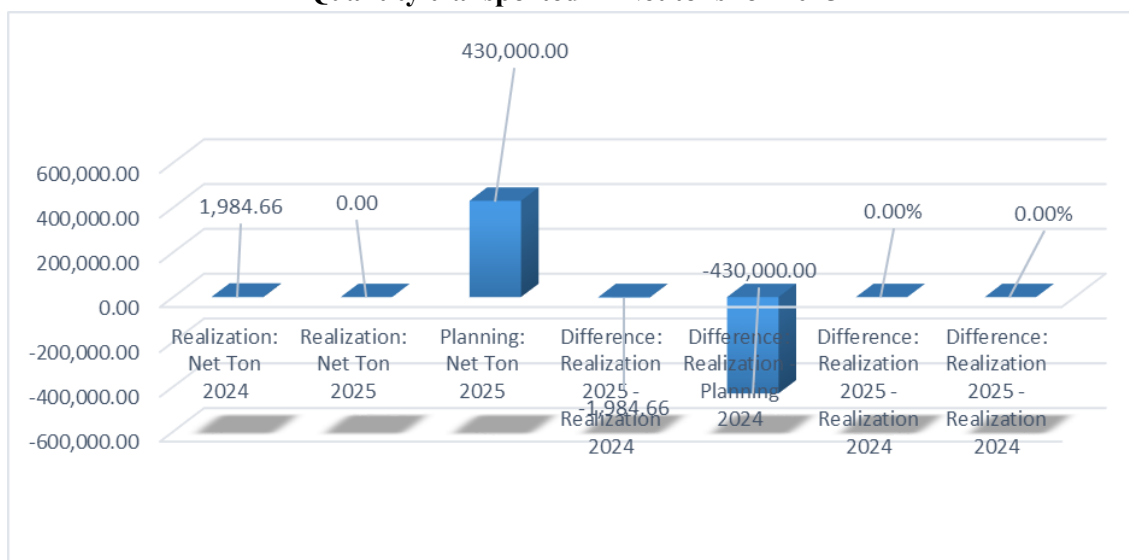 430,000.00
600,000.00
400,000.00
200,000.00
0.00
-200,000.00
-400,000.00
-600,000.00
1,984.66
0.00
-1,984.66
-430,000.00
0.00%
0.00%
Realization:
Net Ton
2024
Realization:
Net Ton
2025
Planning:
Net Ton
2025
Difference:
Realization
2025 -
Realization
2024
Difference:
Realization
Planning
2024
Difference:
Realization
2025 -
Realization
2024
Difference:
Realization
2025 -
Realization
2024